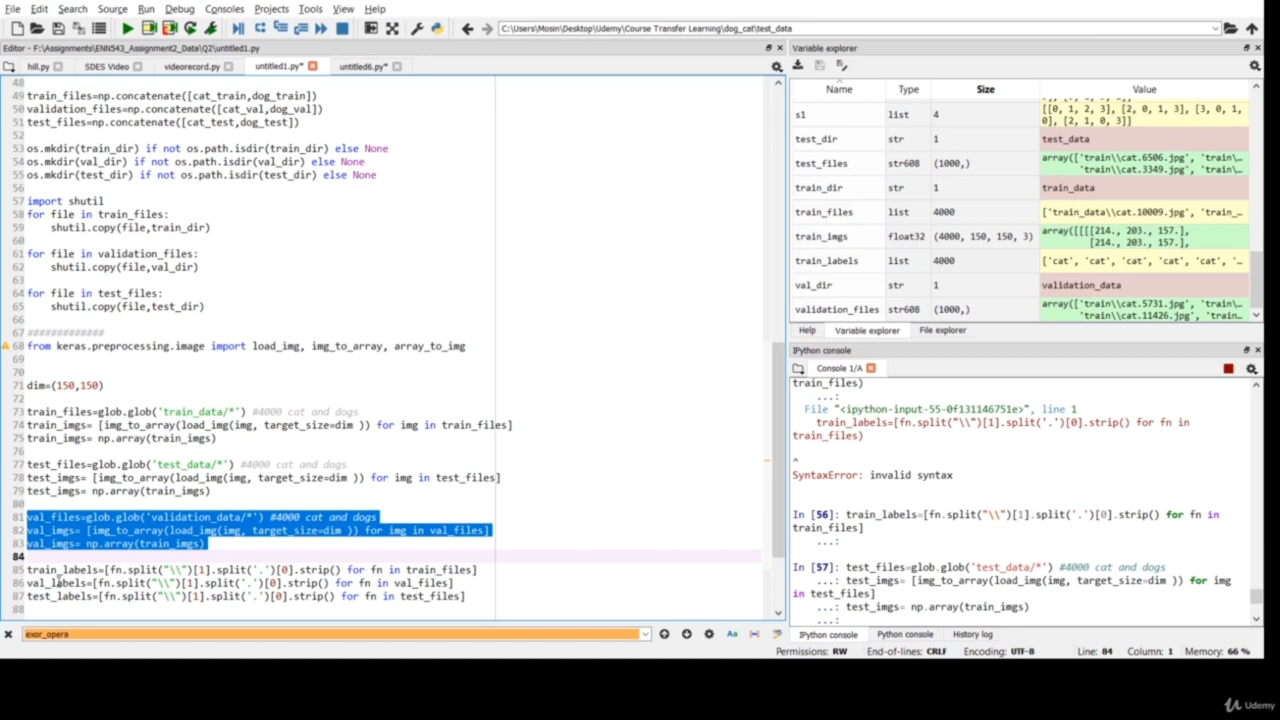 File Edit Search Source Run Debug Consoles Projects Tools View Help
C:\Users\Mosin\Desktop\Udemy\Course Transfer Learning\dog_cat\test_data
Editor - F:\Assignments\ENN543_Assignment2_Data\Q2\untitled1.py
hill.py SDES Video videorecord.py untitled1.py* untitled6.py*
48
49 train_files=np.concatenate([cat_train,dog_train])
50 validation_files=np.concatenate([cat_val,dog_val])
51 test_files=np.concatenate([cat_test,dog_test])
52
53 os.mkdir(train_dir) if not os.path.isdir(train_dir) else None
54 os.mkdir(val_dir) if not os.path.isdir(val_dir) else None
55 os.mkdir(test_dir) if not os.path.isdir(test_dir) else None
56
57 import shutil
58 for file in train_files:
59 shutil.copy(file,train_dir)
60
61 for file in validation_files:
62 shutil.copy(file,val_dir)
63
64 for file in test_files:
65 shutil.copy(file,test_dir)
66
67 #############
68 from keras.preprocessing.image import load_img, img_to_array, array_to_img
69
70
71 dim=(150,150)
72
73 train_files=glob.glob('train_data/*') #4000 cat and dogs
74 train_imgs= [img_to_array(load_img(img, target_size=dim )) for img in train_files]
75 train_imgs= np.array(train_imgs)
76
77 test_files=glob.glob('test_data/*') #4000 cat and dogs
78 test_imgs= [img_to_array(load_img(img, target_size=dim )) for img in test_files]
79 test_imgs= np.array(train_imgs)
80
81 val_files=glob.glob('validation_data/*') #4000 cat and dogs
82 val_imgs= [img_to_array(load_img(img, target_size=dim )) for img in val_files]
83 val_imgs= np.array(train_imgs)
84
85 train_labels=[fn.split("\\")[1].split('.')[0].strip() for fn in train_files]
86 val_labels=[fn.split("\\")[1].split('.')[0].strip() for fn in val_files]
87 test_labels=[fn.split("\\")[1].split('.')[0].strip() for fn in test_files]
88
exor_opera
Aa
Variable explorer
Name Type Size Value
s1 list 4 [[0, 1, 2, 3], [2, 0, 1, 3], [3, 0, 1,
0], [2, 1, 0, 3]]
test_dir str 1 test_data
test_files str608 (1000,) array(['train\\cat.6506.jpg', 'train\…
'train\\cat.3349.jpg',
train_dir str 1 train_data
train_files list 4000 ['train_data\\cat.10009.jpg', 'train_…
train_imgs float32 (4000, 150, 150, 3) array([[[[214., 203., 157.],
[214., 203., 157.],
train_labels list 4000 ['cat', 'cat', 'cat', 'cat', 'cat', '…
val_dir str 1 validation_data
validation_files str608 (1000,) array(['train\\cat.5731.jpg', 'train\…
'train\\cat.11426.jpg',
Help Variable explorer File explorer
IPython console
Console 1/A
train_files)
...:
File "<ipython-input-55-0f131146751e>", line 1
train_labels=[fn.split("\\")[1].split('.')[0].strip() for fn in
train_files)
^
SyntaxError: invalid syntax
In [56]: train_labels=[fn.split("\\")[1].split('.')[0].strip() for fn in
train_files]
...:
In [57]: test_files=glob.glob('test_data/*') #4000 cat and dogs
...: test_imgs= [img_to_array(load_img(img, target_size=dim )) for img
in test_files]
...: test_imgs= np.array(train_imgs)
...:
IPython console Python console History log
Permissions: RW End-of-lines: CRLF Encoding: UTF-8 Line: 84 Column: 1 Memory: 66 %
Udemy